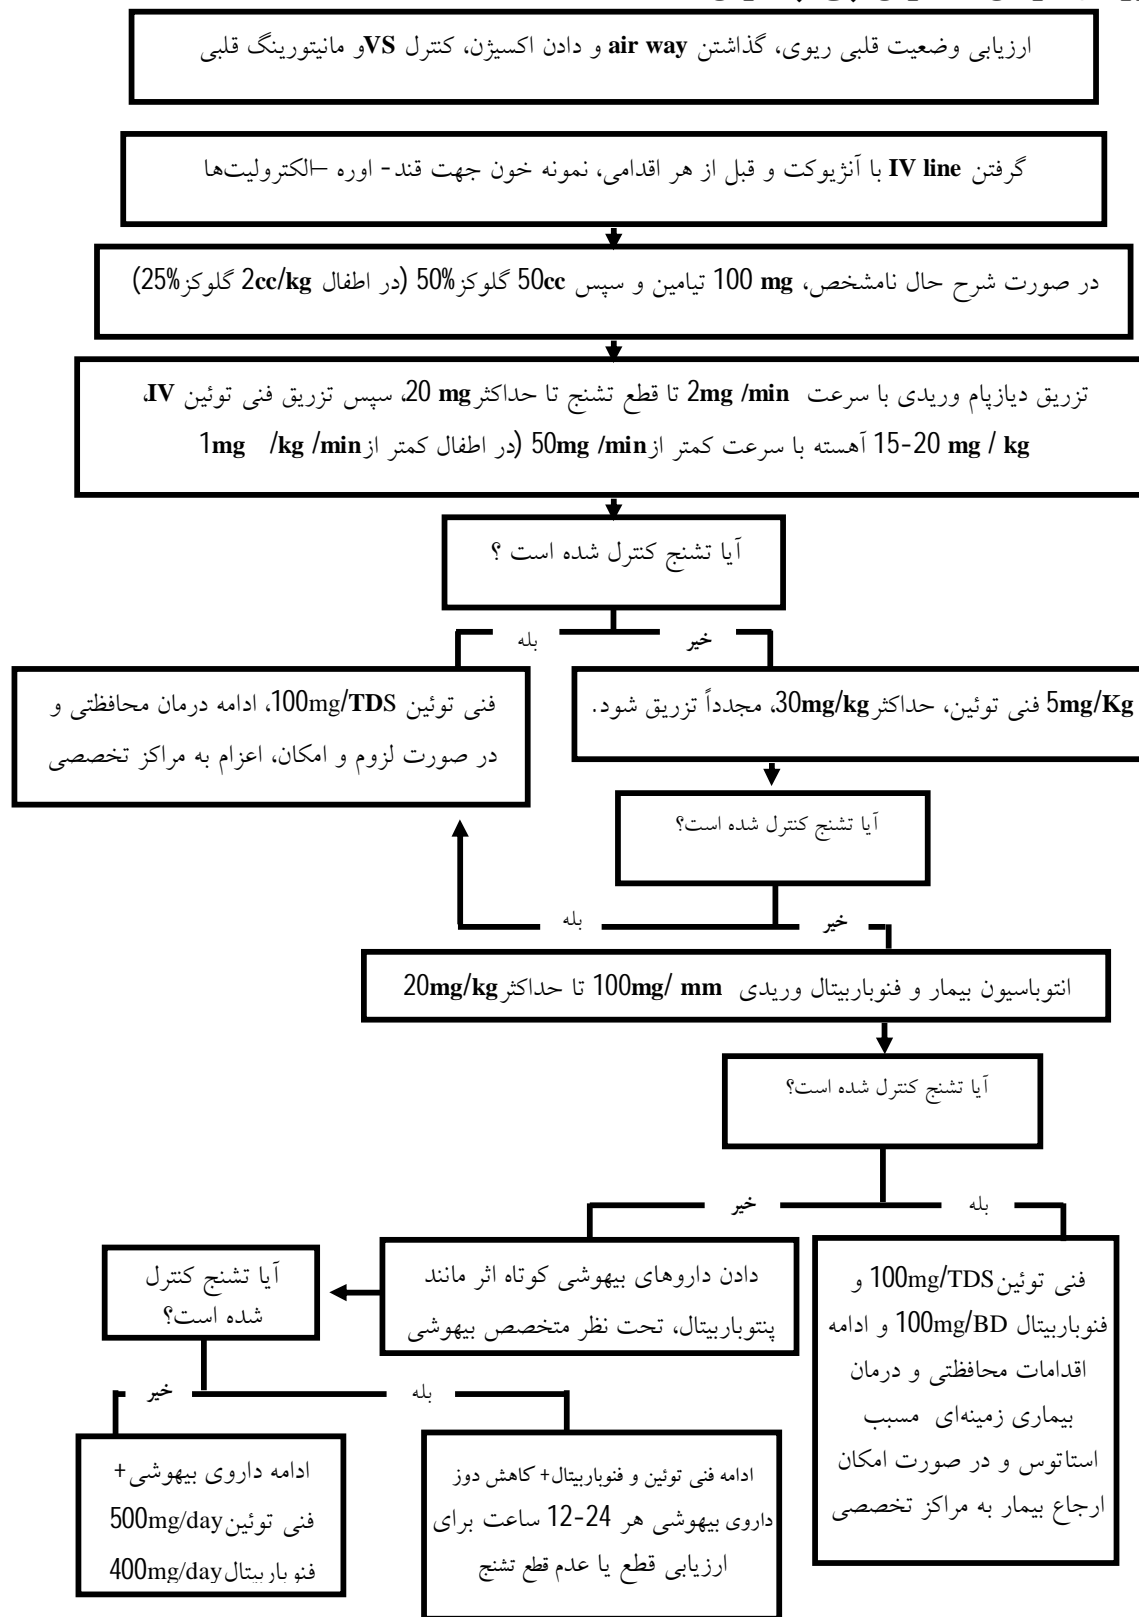 ارزیابی وضعیت قلبی ریوی، گذاشتن air way و دادن اکسیژن، کنترل VS و مانیتورینگ قلبی
گرفتن IV line با آنژیوکت و قبل از هر اقدامی، نمونه خون جهت قند- اوره –الکترولیت‌ها
در صورت شرح حال نامشخص، 100 mg تیامین و سپس 50cc گلوکز 50% (در اطفال 2cc/kg گلوکز 25%)
تزریق دیازپام وریدی با سرعت 2mg /min تا قطع تشنج تا حداکثر 20 mg، سپس تزریق فنی توئین IV،
15-20 mg / kg آهسته با سرعت کمتر از 50mg /min (در اطفال کمتر از 1mg /kg /min
آیا تشنج کنترل شده است ؟
خیر
بله
5mg/Kg فنی توئین، حداکثر 30mg/kg، مجدداً تزریق شود.
فنی توئین 100mg/TDS، ادامه درمان محافظتی و
در صورت لزوم و امکان، اعزام به مراکز تخصصی
آیا تشنج کنترل شده است؟
خیر
بله
انتوباسیون بیمار و فنوباربیتال وریدی 100mg/ mm تا حداکثر 20mg/kg
آیا تشنج کنترل شده است؟
بله
خیر
فنی توئین 100mg/TDS و
فنوباربیتال 100mg/BD و ادامه
اقدامات محافظتی و درمان
بیماری زمینه‌ای مسبب
استاتوس و در صورت امکان
ارجاع بیمار به مراکز تخصصی
دادن داروهای بیهوشی کوتاه اثر مانند
پنتوباربیتال، تحت نظر متخصص بیهوشی
آیا تشنج کنترل
شده است؟
بله
خیر
ادامه فنی توئین و فنوباربیتال+ کاهش دوز
داروی بیهوشی هر 24-12 ساعت برای
ارزیابی قطع یا عدم قطع تشنج
ادامه داروی بیهوشی+
فنی توئین 500mg/day
فنوباربیتال 400mg/day